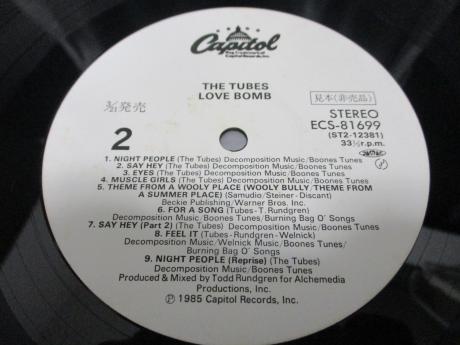 Capitol
THE TUBES
LOVE BOMB
3/1発売
見本(非売品)
STEREO
ECS-81699
(ST2-12381)
33⅓r.p.m.
2
1. NIGHT PEOPLE (The Tubes) Decomposition Music/Boones Tunes
2. SAY HEY (The Tubes) Decomposition Music/Boones Tunes
3. EYES (The Tubes) Decomposition Music/Boones Tunes
4. MUSCLE GIRLS (The Tubes) Decomposition Music/Boones Tunes
5. THEME FROM A WOOLY PLACE (WOOLY BULLY/THEME FROM
A SUMMER PLACE) (Samudio/Steiner-Discant)
Beckie Publishing/Warner Bros. Inc.
6. FOR A SONG (Tubes-T. Rundgren)
Decomposition Music/Boones Tunes/Burning Bag O' Songs
7. SAY HEY (Part 2) (The Tubes) Decomposition Music/Boones Tunes
8. FEEL IT (Tubes-Rundgren-Welnick)
Decomposition Music/Welnick Music/Boones Tunes/
Burning Bag O' Songs
9. NIGHT PEOPLE (Reprise) (The Tubes)
Decomposition Music/Boones Tunes
Produced & Mixed by Todd Rundgren for Alchemedia
Productions, Inc.
℗ 1985 Capitol Records, Inc.